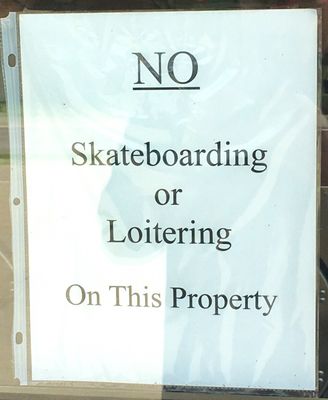 NO
Skateboarding
or
Loitering
On This Property